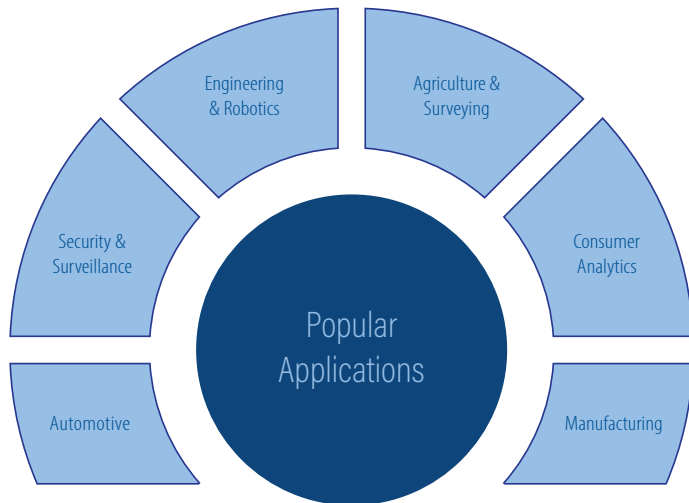 Engineering
& Robotics
Agriculture &
Surveying
Security &
Surveillance
Consumer
Analytics
Popular
Applications
Automotive
Manufacturing